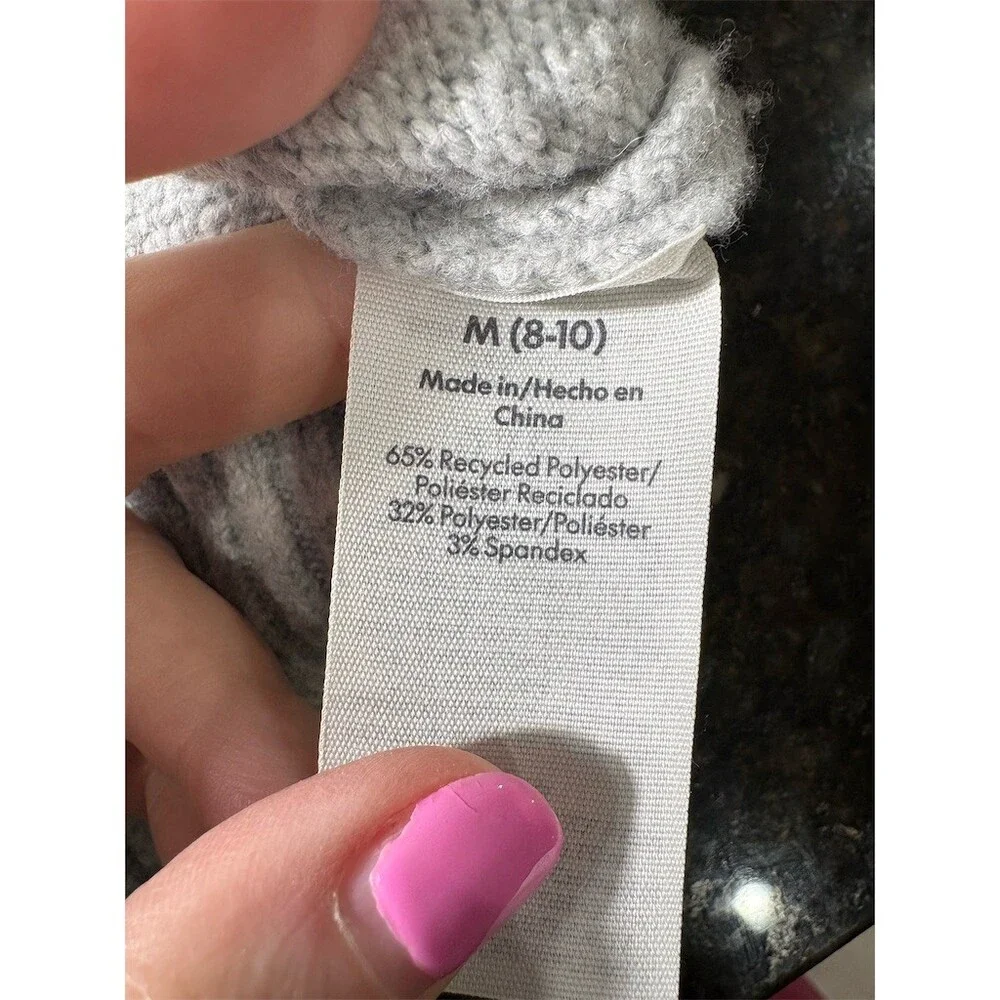 M (8-10)
Made in/Hecho en
China
65% Recycled Polyester/
Poliéster Reciclado
32% Polyester/Poliéster
3% Spandex